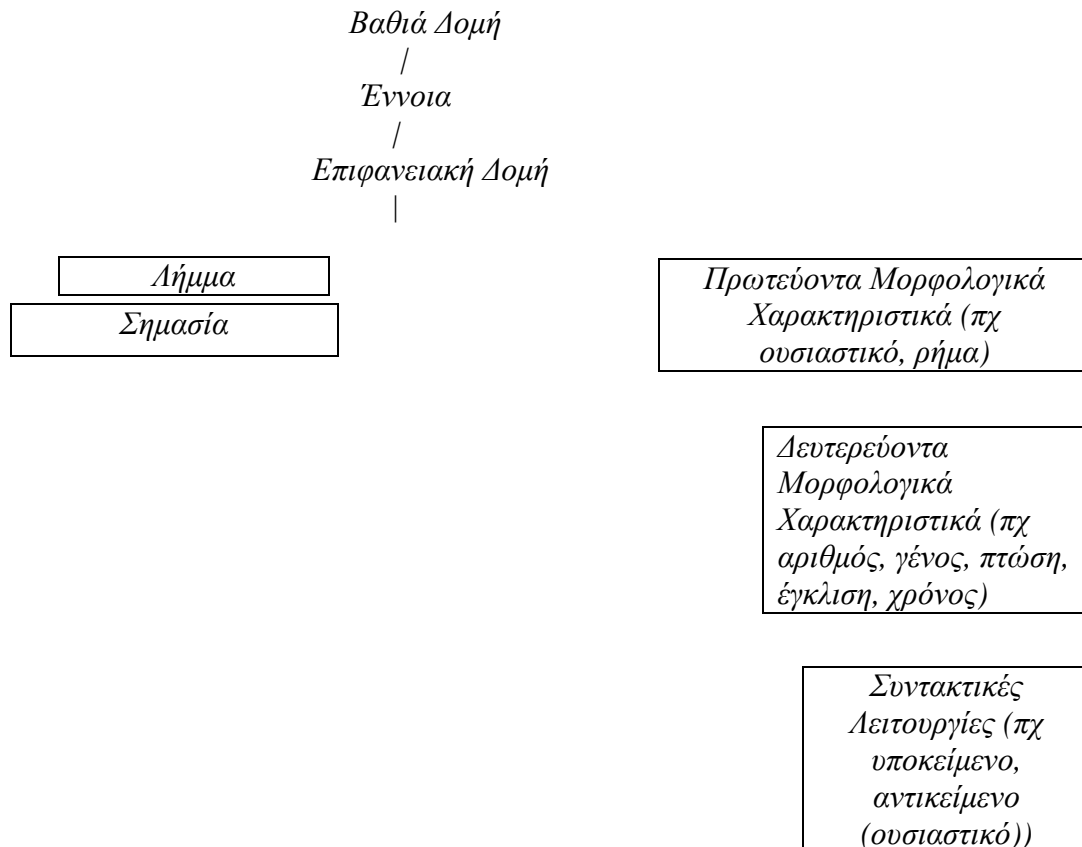 Βαθιά Δομή
/
Έννοια
/
Επιφανειακή Δομή
|
Λήμμα
Σημασία
Πρωτεύοντα Μορφολογικά
Χαρακτηριστικά (πχ
ουσιαστικό, ρήμα)
Δευτερεύοντα
Μορφολογικά
Χαρακτηριστικά (πχ
αριθμός, γένος, πτώση,
έγκλιση, χρόνος)
Συντακτικές
Λειτουργίες (πχ
υποκείμενο,
αντικείμενο
(ουσιαστικό))